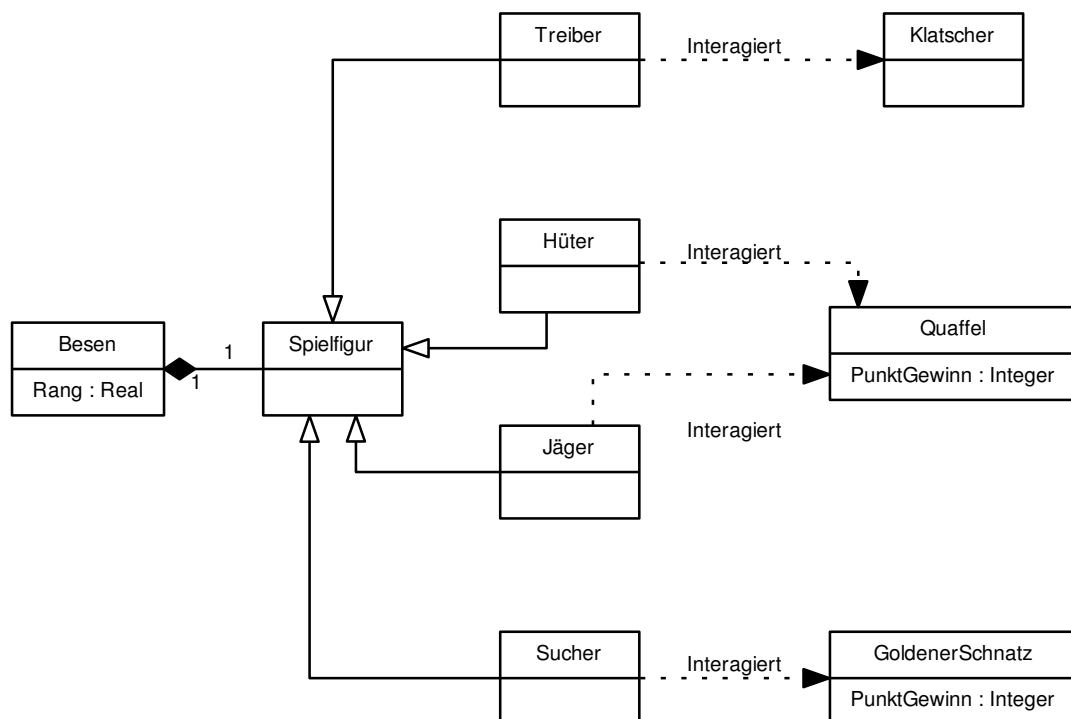 Treiber
Interagiert
Klatscher
Hüter
Interagiert
Quaffel
PunktGewinn : Integer
Besen
Rang : Real
1
1
Spielfigur
Jäger
Interagiert
Sucher
Interagiert
GoldenerSchnatz
PunktGewinn : Integer